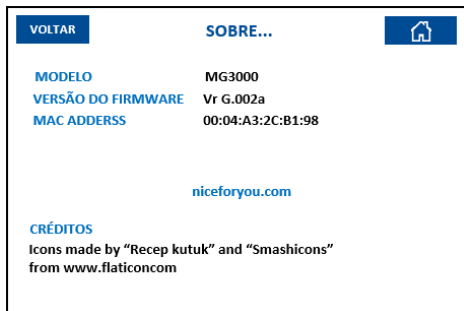 VOLTAR
SOBRE...
MODELO MG3000
VERSÃO DO FIRMWARE Vr G.002a
MAC ADDERSS 00:04:A3:2C:B1:98
niceforyou.com
CRÉDITOS
Icons made by “Recep kutuk” and “Smashicons”
from www.flaticoncom